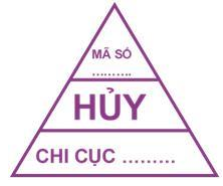 MÃ SỐ
..........
HỦY
CHI CỤC .........